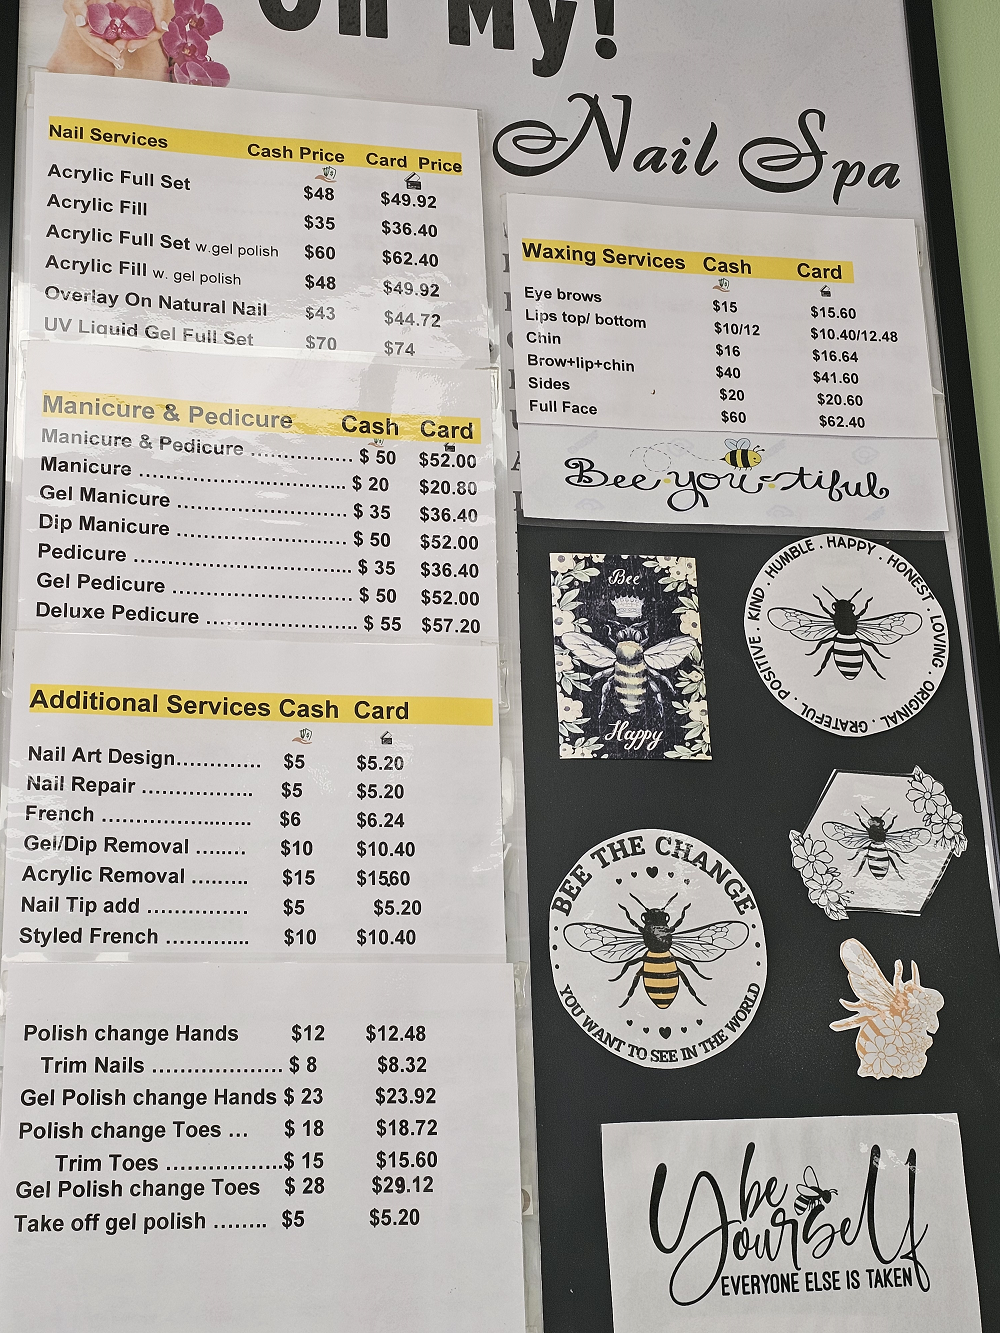 Oh My!
Nail Spa
Nail Services Cash Price Card Price
Acrylic Full Set $48 $49.92
Acrylic Fill $35 $36.40
Acrylic Full Set w.gel polish $60 $62.40
Acrylic Fill w. gel polish $48 $49.92
Overlay On Natural Nail $43 $44.72
UV Liquid Gel Full Set $70 $74
Manicure & Pedicure Cash Card
Manicure & Pedicure .................. $ 50 $52.00
Manicure .................................... $ 20 $20.80
Gel Manicure .............................. $ 35 $36.40
Dip Manicure ............................... $ 50 $52.00
Pedicure ...................................... $ 35 $36.40
Gel Pedicure ............................... $ 50 $52.00
Deluxe Pedicure .......................... $ 55 $57.20
Additional Services Cash Card
Nail Art Design............. $5 $5.20
Nail Repair ................. $5 $5.20
French ........................ $6 $6.24
Gel/Dip Removal ........ $10 $10.40
Acrylic Removal ......... $15 $15.60
Nail Tip add ................ $5 $5.20
Styled French ............. $10 $10.40
Polish change Hands $12 $12.48
Trim Nails .................... $ 8 $8.32
Gel Polish change Hands $ 23 $23.92
Polish change Toes ... $ 18 $18.72
Trim Toes ..................$ 15 $15.60
Gel Polish change Toes $ 28 $29.12
Take off gel polish ........ $5 $5.20
Waxing Services Cash Card
Eye brows $15 $15.60
Lips top/ bottom $10/12 $10.40/12.48
Chin $16 $16.64
Brow+lip+chin $40 $41.60
Sides $20 $20.60
Full Face $60 $62.40
Bee.you.tiful
Bee
Happy
POSITIVE . KIND . HUMBLE . HAPPY . HONEST . LOVING . ORIGINAL . GRATEFUL .
BEE THE CHANGE
YOU WANT TO SEE IN THE WORLD
be
Yourself
EVERYONE ELSE IS TAKEN